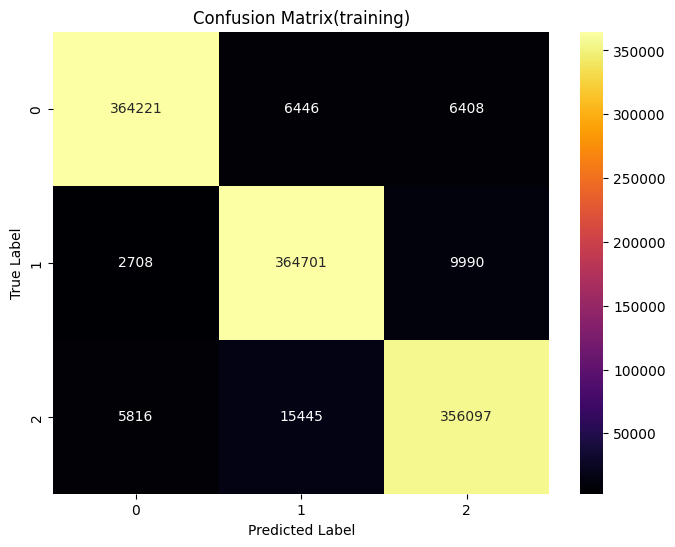 Confusion Matrix(training)
364221 6446 6408
2708 364701 9990
5816 15445 356097
0
1
2
True Label
0 1 2
Predicted Label
350000
300000
250000
200000
150000
100000
50000